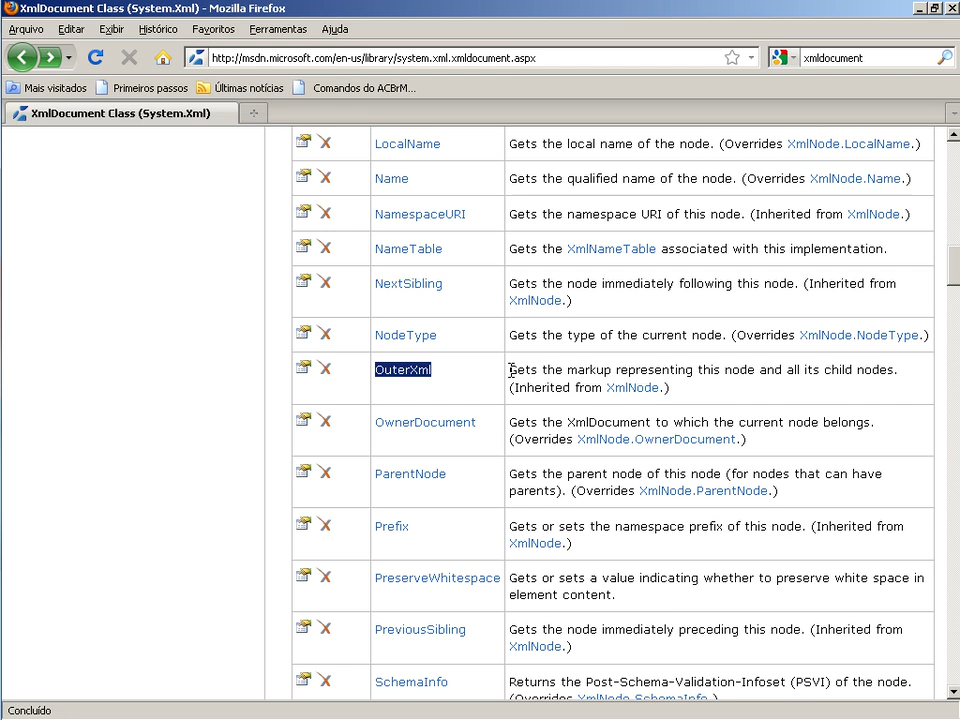 XmlDocument Class (System.Xml) - Mozilla Firefox
Arquivo Editar Exibir Histórico Favoritos Ferramentas Ajuda
http://msdn.microsoft.com/en-us/library/system.xml.xmldocument.aspx xmldocument
Mais visitados Primeiros passos Últimas notícias Comandos do ACBrM...
XmlDocument Class (System.Xml)
LocalName Gets the local name of the node. (Overrides XmlNode.LocalName.)
Name Gets the qualified name of the node. (Overrides XmlNode.Name.)
NamespaceURI Gets the namespace URI of this node. (Inherited from XmlNode.)
NameTable Gets the XmlNameTable associated with this implementation.
NextSibling Gets the node immediately following this node. (Inherited from
XmlNode.)
NodeType Gets the type of the current node. (Overrides XmlNode.NodeType.)
OuterXml Gets the markup representing this node and all its child nodes.
(Inherited from XmlNode.)
OwnerDocument Gets the XmlDocument to which the current node belongs.
(Overrides XmlNode.OwnerDocument.)
ParentNode Gets the parent node of this node (for nodes that can have
parents). (Overrides XmlNode.ParentNode.)
Prefix Gets or sets the namespace prefix of this node. (Inherited from
XmlNode.)
PreserveWhitespace Gets or sets a value indicating whether to preserve white space in
element content.
PreviousSibling Gets the node immediately preceding this node. (Inherited from
XmlNode.)
SchemaInfo Returns the Post-Schema-Validation-Infoset (PSVI) of the node.
(Overrides XmlNode.SchemaInfo.)
Concluído